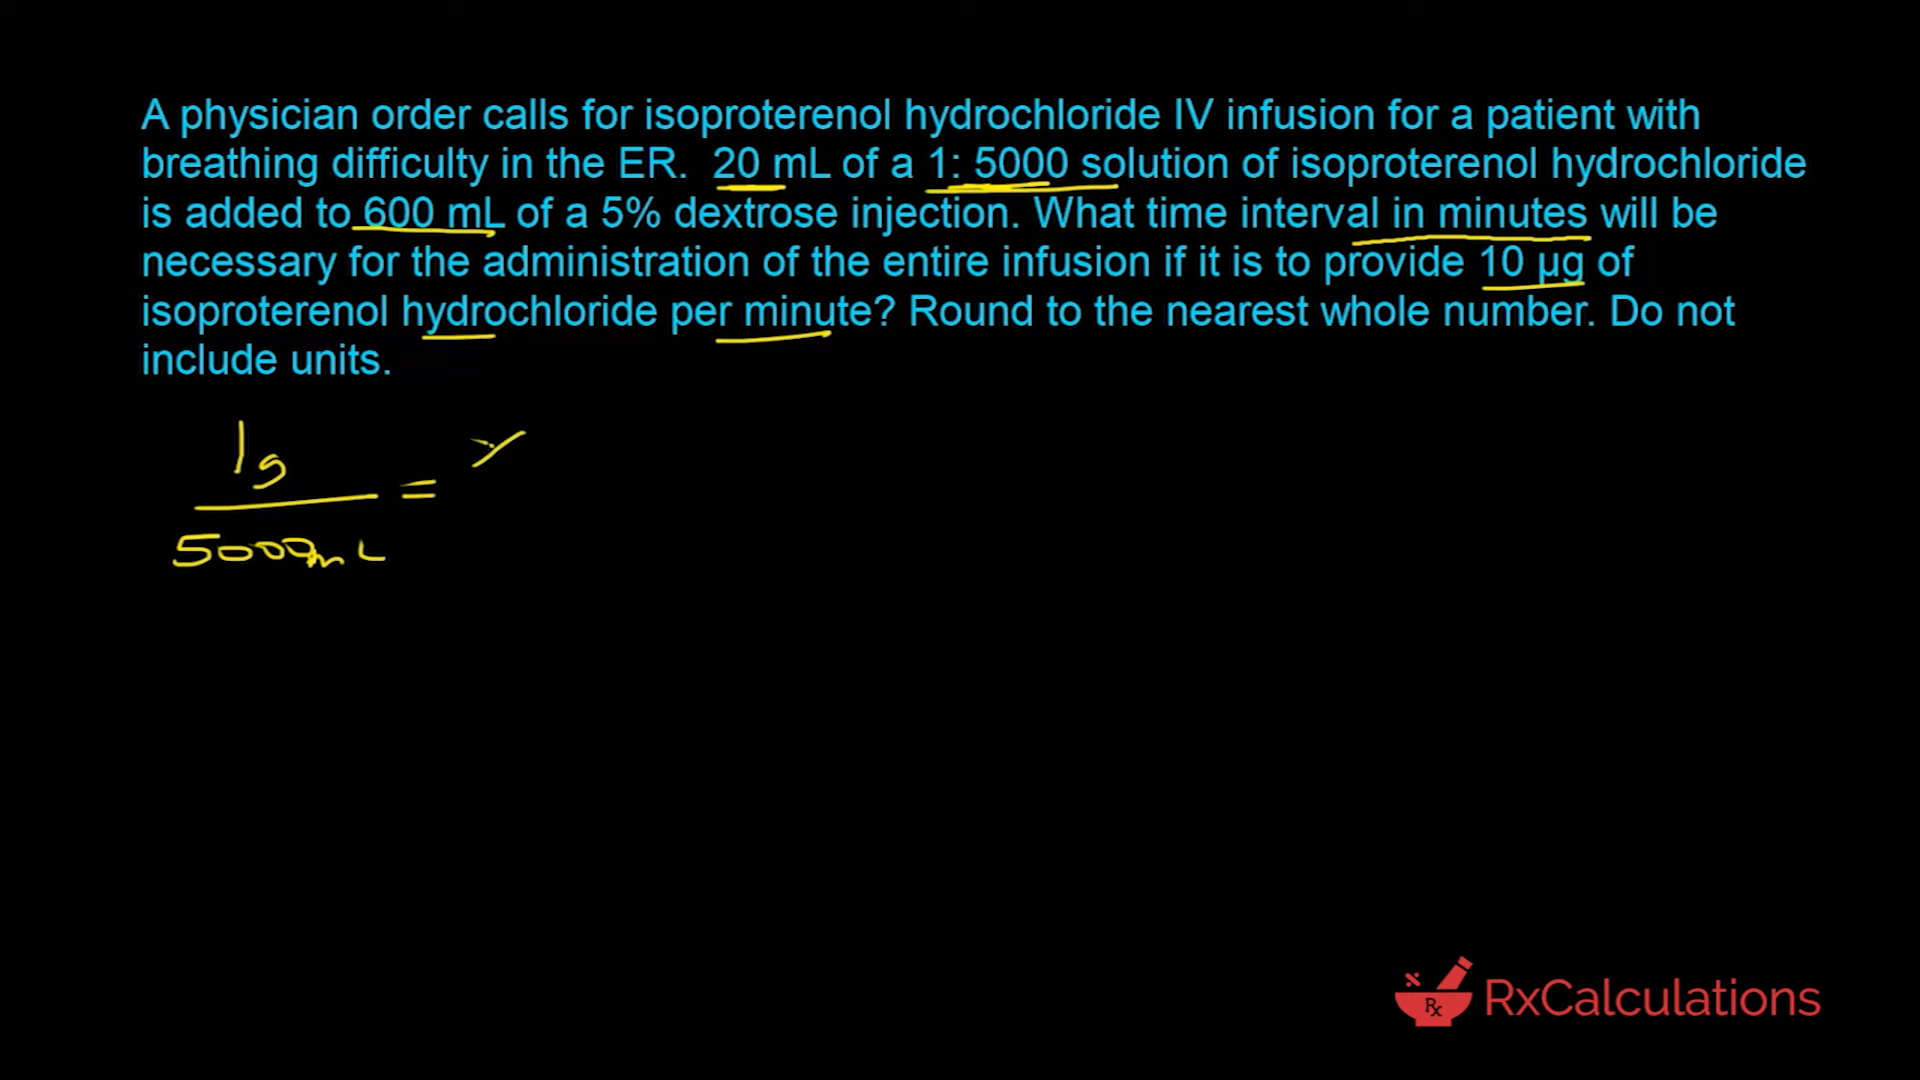 A physician order calls for isoproterenol hydrochloride IV infusion for a patient with
breathing difficulty in the ER.  20 mL of a 1: 5000 solution of isoproterenol hydrochloride
is added to 600 mL of a 5% dextrose injection. What time interval in minutes will be
necessary for the administration of the entire infusion if it is to provide 10 µg of
isoproterenol hydrochloride per minute? Round to the nearest whole number. Do not
include units.
1g
=
5000mL
Rx
RxCalculations